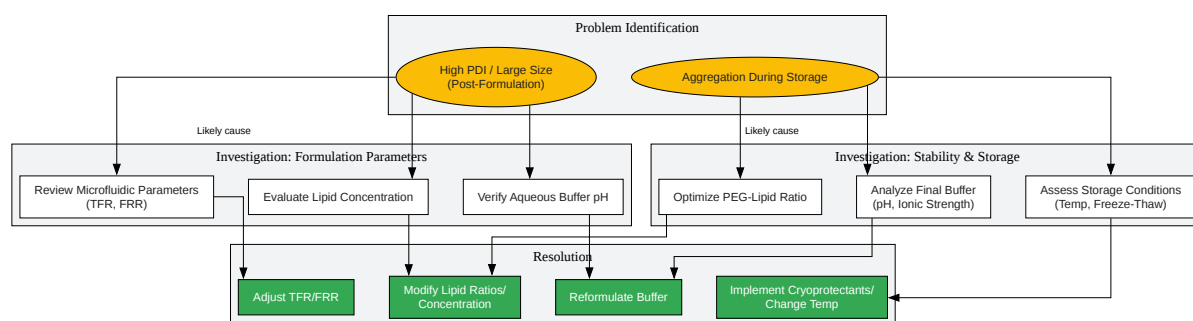 Problem Identification
High PDI / Large Size
(Post-Formulation)
Aggregation During Storage
Likely cause
Likely cause
Investigation: Formulation Parameters
Review Microfluidic Parameters
(TFR, FRR)
Evaluate Lipid Concentration
Verify Aqueous Buffer pH
Investigation: Stability & Storage
Optimize PEG-Lipid Ratio
Analyze Final Buffer
(pH, Ionic Strength)
Assess Storage Conditions
(Temp, Freeze-Thaw)
Resolution
Adjust TFR/FRR
Modify Lipid Ratios/
Concentration
Reformulate Buffer
Implement Cryoprotectants/
Change Temp